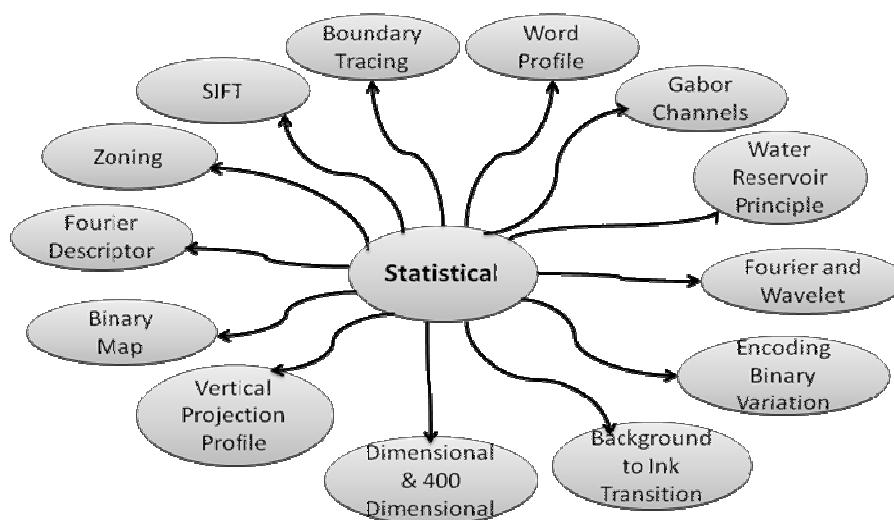 Boundary
Tracing
Word
Profile
SIFT
Gabor
Channels
Zoning
Water
Reservoir
Principle
Fourier
Descriptor
Statistical
Fourier and
Wavelet
Binary
Map
Encoding
Binary
Variation
Vertical
Projection
Profile
Dimensional
& 400
Dimensional
Background
to Ink
Transition